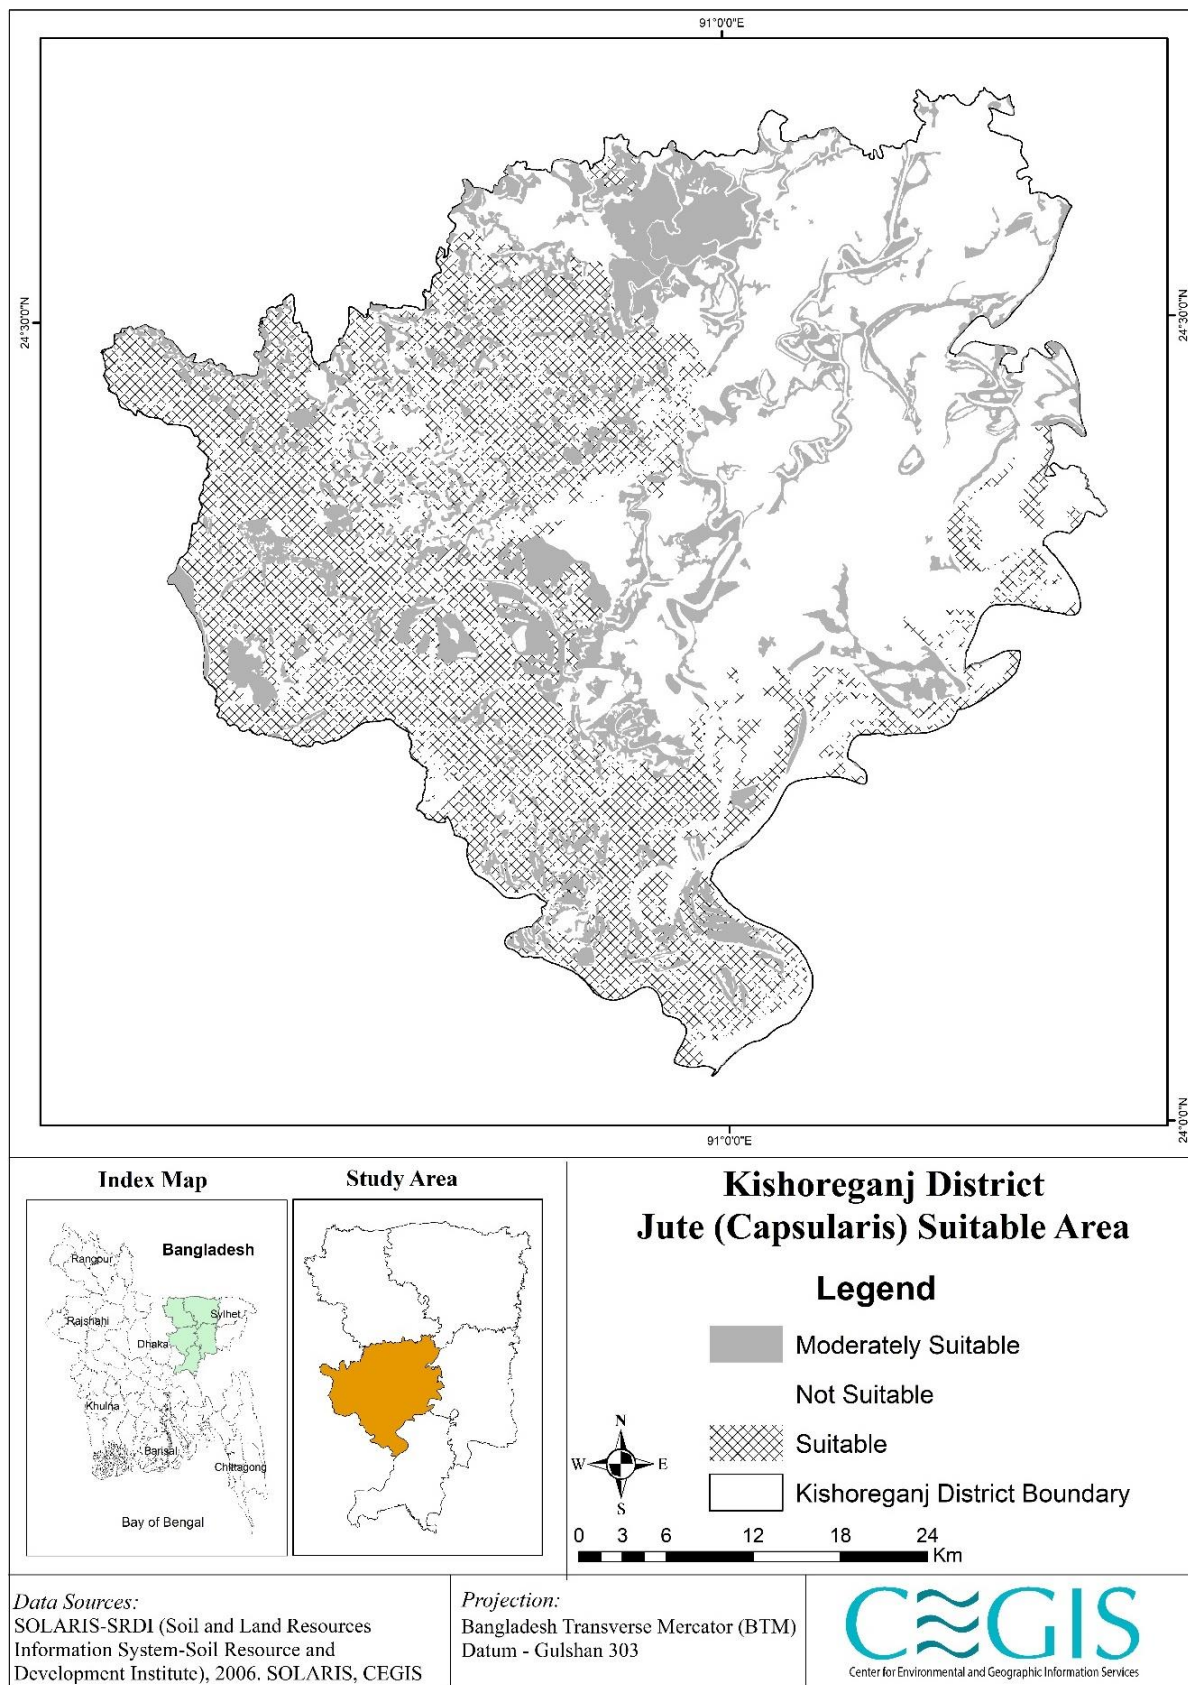 91°0'0"E
24°30'0"N
24°30'0"N
24°0'0"N
91°0'0"E
Index Map
Bangladesh
Rangpur
Rajshahi
Sylhet
Dhaka
Khulna
Barisal
Chittagong
Bay of Bengal
Study Area
Kishoreganj District
Jute (Capsularis) Suitable Area
Legend
Moderately Suitable
Not Suitable
Suitable
Kishoreganj District Boundary
N
W
E
S
0 3 6 12 18 24
Km
Data Sources:
SOLARIS-SRDI (Soil and Land Resources
Information System-Soil Resource and
Development Institute), 2006. SOLARIS, CEGIS
Projection:
Bangladesh Transverse Mercator (BTM)
Datum - Gulshan 303
CEGIS
Center for Environmental and Geographic Information Services